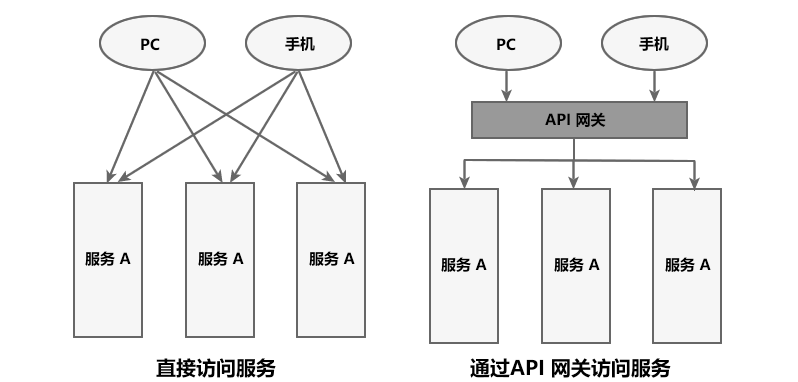 PC
手机
服务 A
服务 A
服务 A
直接访问服务
PC
手机
API 网关
服务 A
服务 A
服务 A
通过API 网关访问服务